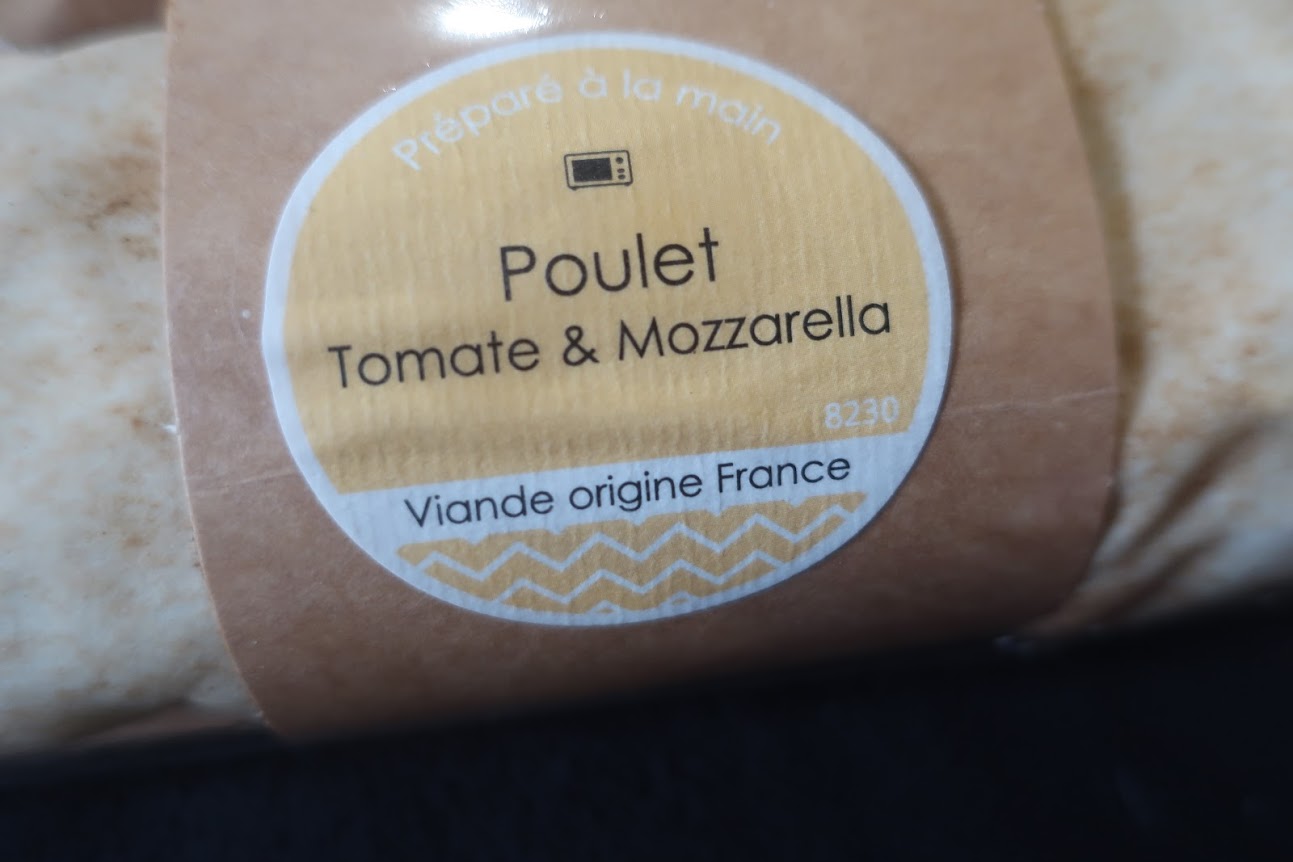 Préparé à la main
Poulet
Tomate & Mozzarella
8230
Viande origine France